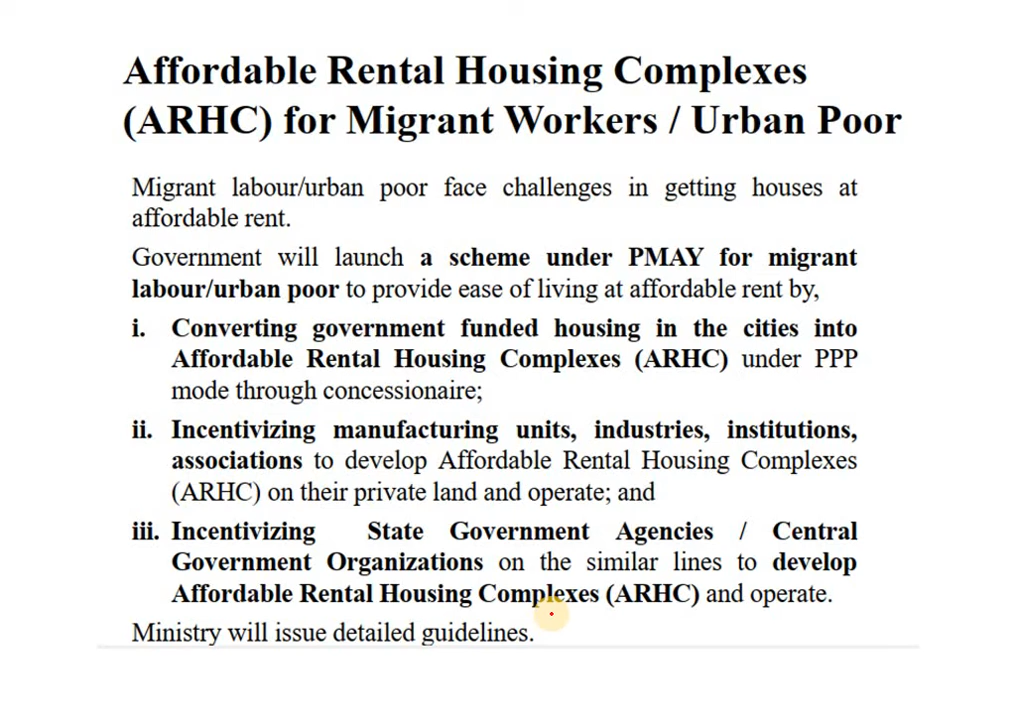 Affordable Rental Housing Complexes
(ARHC) for Migrant Workers / Urban Poor
Migrant labour/urban poor face challenges in getting houses at
affordable rent.
Government will launch a scheme under PMAY for migrant
labour/urban poor to provide ease of living at affordable rent by,
i. Converting government funded housing in the cities into
Affordable Rental Housing Complexes (ARHC) under PPP
mode through concessionaire;
ii. Incentivizing manufacturing units, industries, institutions,
associations to develop Affordable Rental Housing Complexes
(ARHC) on their private land and operate; and
iii. Incentivizing State Government Agencies / Central
Government Organizations on the similar lines to develop
Affordable Rental Housing Complexes (ARHC) and operate.
Ministry will issue detailed guidelines.